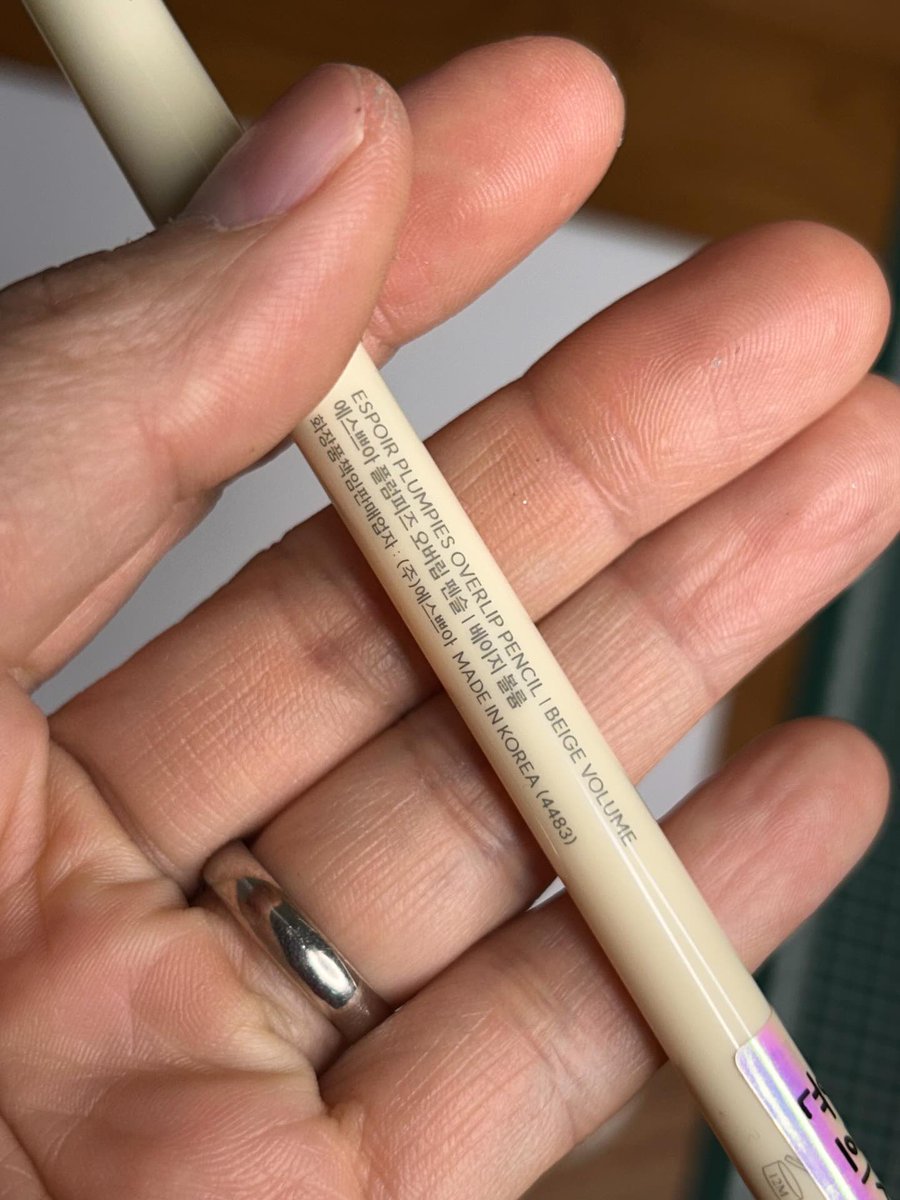 ESPOIR PLUMPIES OVERLIP PENCIL | BEIGE VOLUME
에스쁘아 플럼피즈 오버립 펜슬 | 베이지 볼륨
화장품책임판매업자 : (주)에스쁘아 MADE IN KOREA (4483)
12M